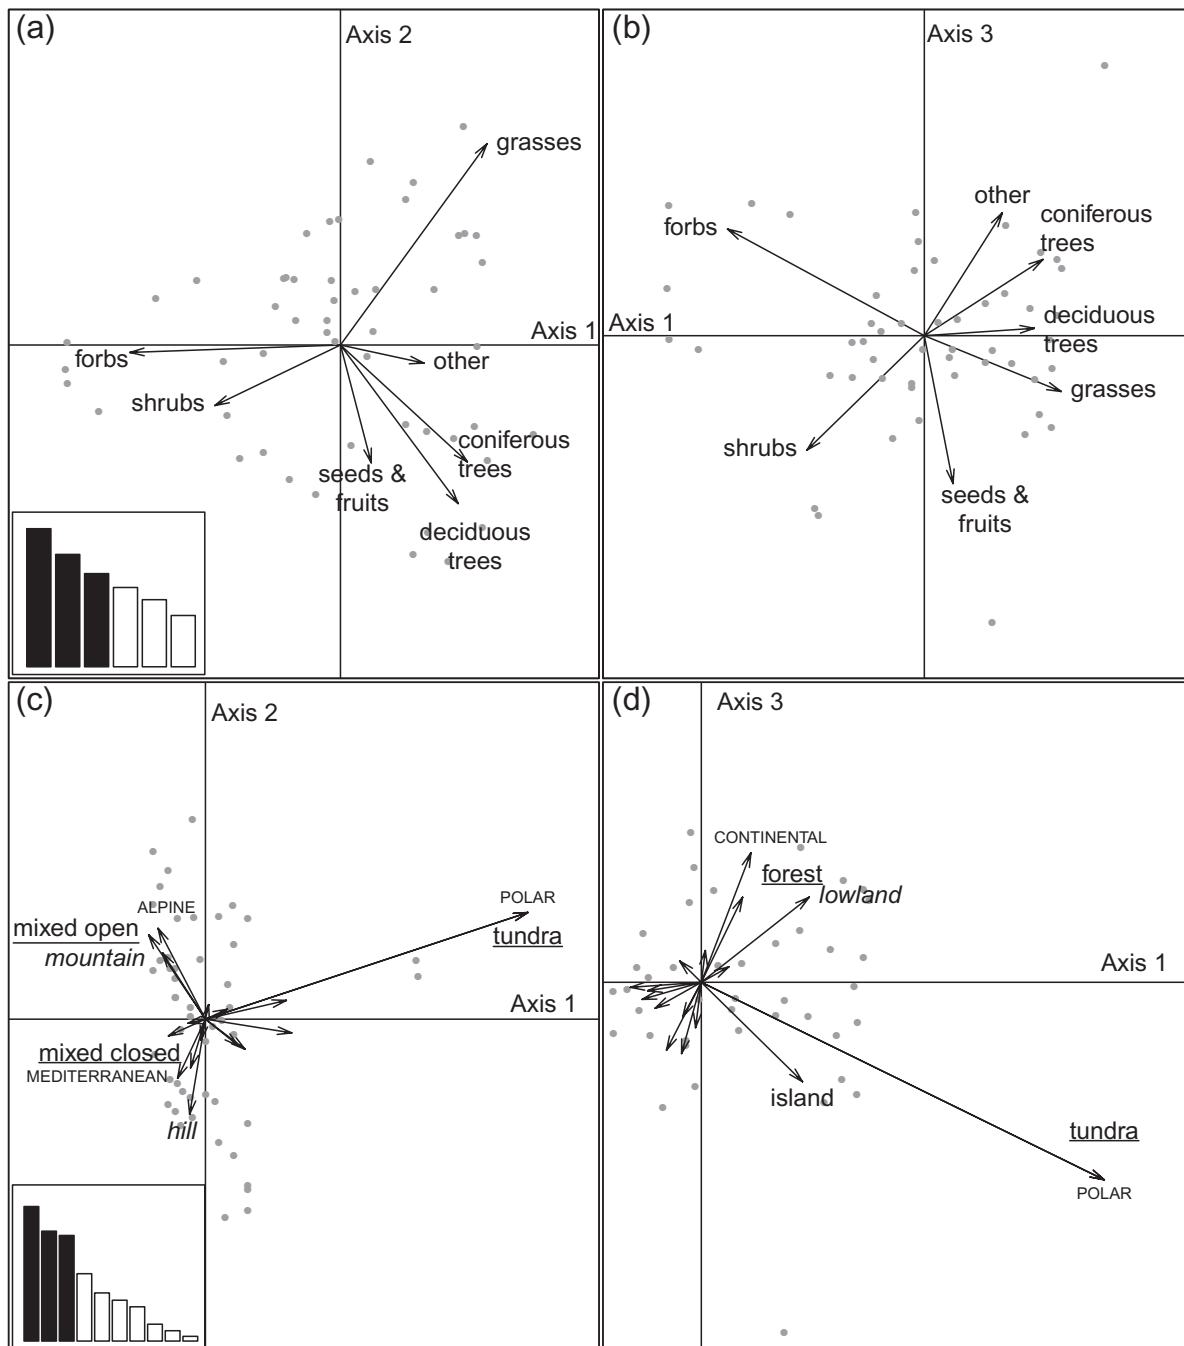 (a)
Axis 2
grasses
Axis 1
forbs
other
shrubs
coniferous
trees
seeds &
fruits
deciduous
trees
(b)
Axis 3
other
coniferous
trees
forbs
Axis 1
deciduous
trees
grasses
shrubs
seeds &
fruits
(c)
Axis 2
ALPINE
POLAR
mixed open
tundra
mountain
Axis 1
mixed closed
MEDITERRANEAN
hill
(d)
Axis 3
CONTINENTAL
forest
lowland
Axis 1
island
tundra
POLAR